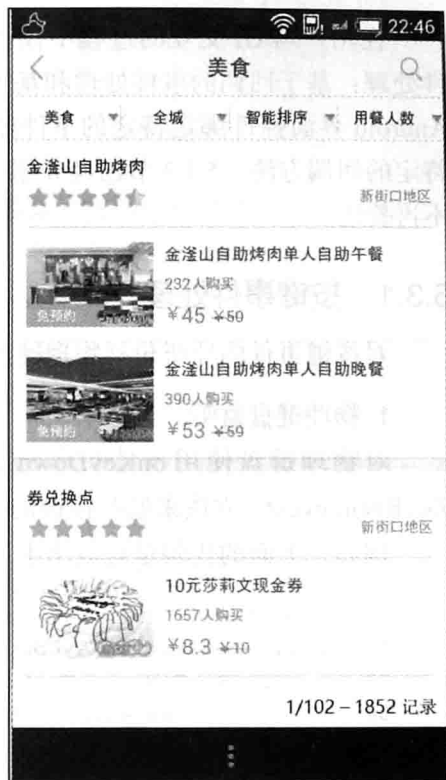 22:46
美食
美食 全城 智能排序 用餐人数
金滏山自助烤肉
新街口地区
金滏山自助烤肉单人自助午餐
232人购买
免预约
¥45 ¥59
金滏山自助烤肉单人自助晚餐
390人购买
免预约
¥53 ¥59
券兑换点
新街口地区
10元莎莉文现金券
1657人购买
¥8.3 ¥10
1/102 – 1852 记录